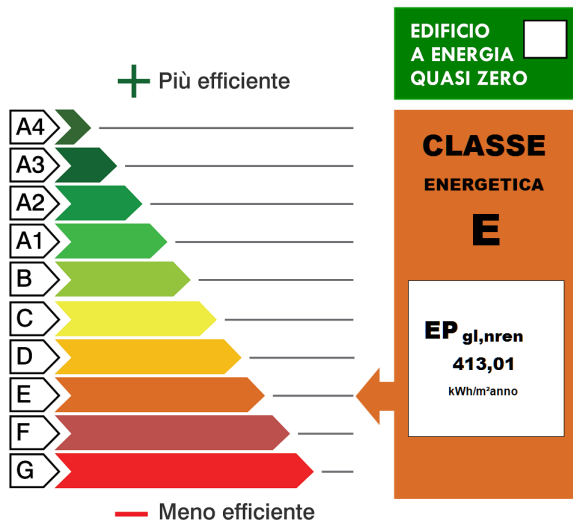 EDIFICIO
A ENERGIA
QUASI ZERO
Più efficiente
A4
A3
A2
A1
B
C
D
E
F
G
Meno efficiente
CLASSE
ENERGETICA
E
EP gl,nren
413,01
kWh/m²anno